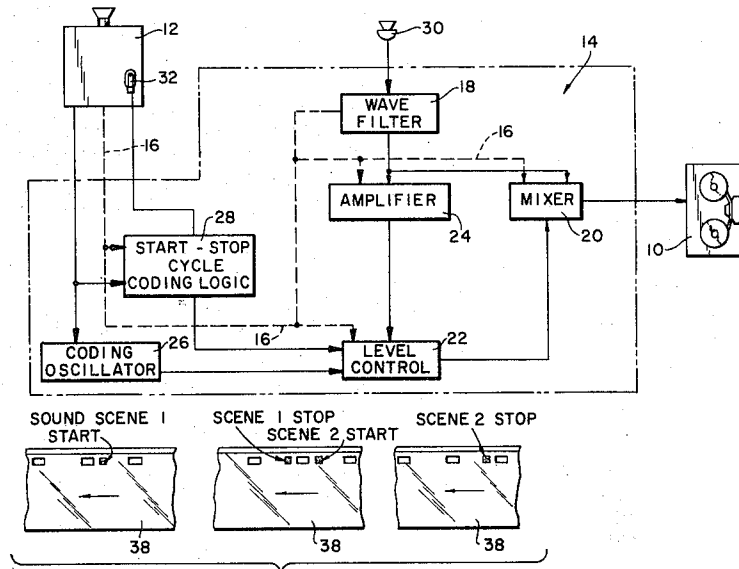 12
32
16
30
14
WAVE
FILTER
18
16
AMPLIFIER
24
MIXER
20
10
28
START - STOP
CYCLE
CODING LOGIC
16
CODING
OSCILLATOR
26
LEVEL
CONTROL
22
SOUND SCENE 1
START
SCENE 1 STOP
SCENE 2 START
SCENE 2 STOP
38
38
38